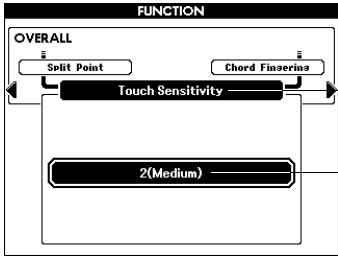 FUNCTION
OVERALL
Split Point
Chord Fingering
Touch Sensitivity
2(Medium)